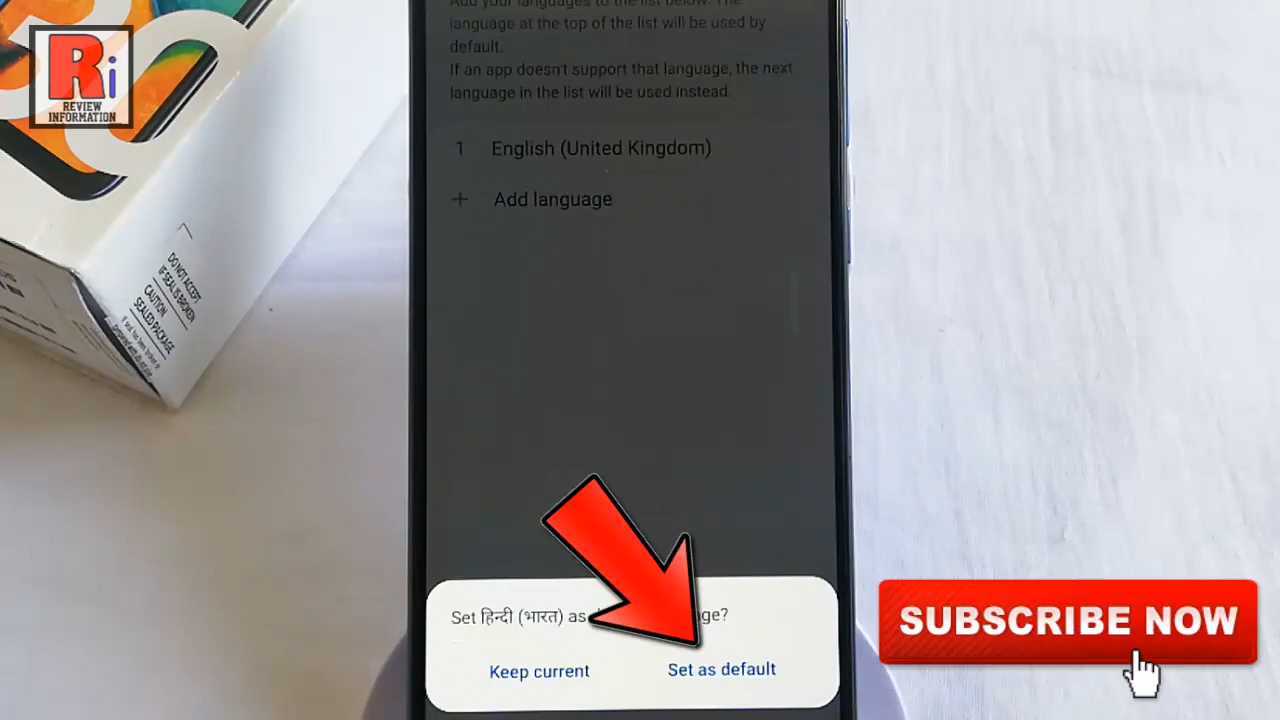 Ri
REVIEW
INFORMATION
Add your languages to the list below. The
language at the top of the list will be used by
default.
If an app doesn't support that language, the next
language in the list will be used instead.
1 English (United Kingdom)
+ Add language
DO NOT ACCEPT
IF SEAL IS BROKEN
CAUTION
SEALED PACKAGE
Set हिन्दी (भारत) as
Keep current
Set as default
SUBSCRIBE NOW